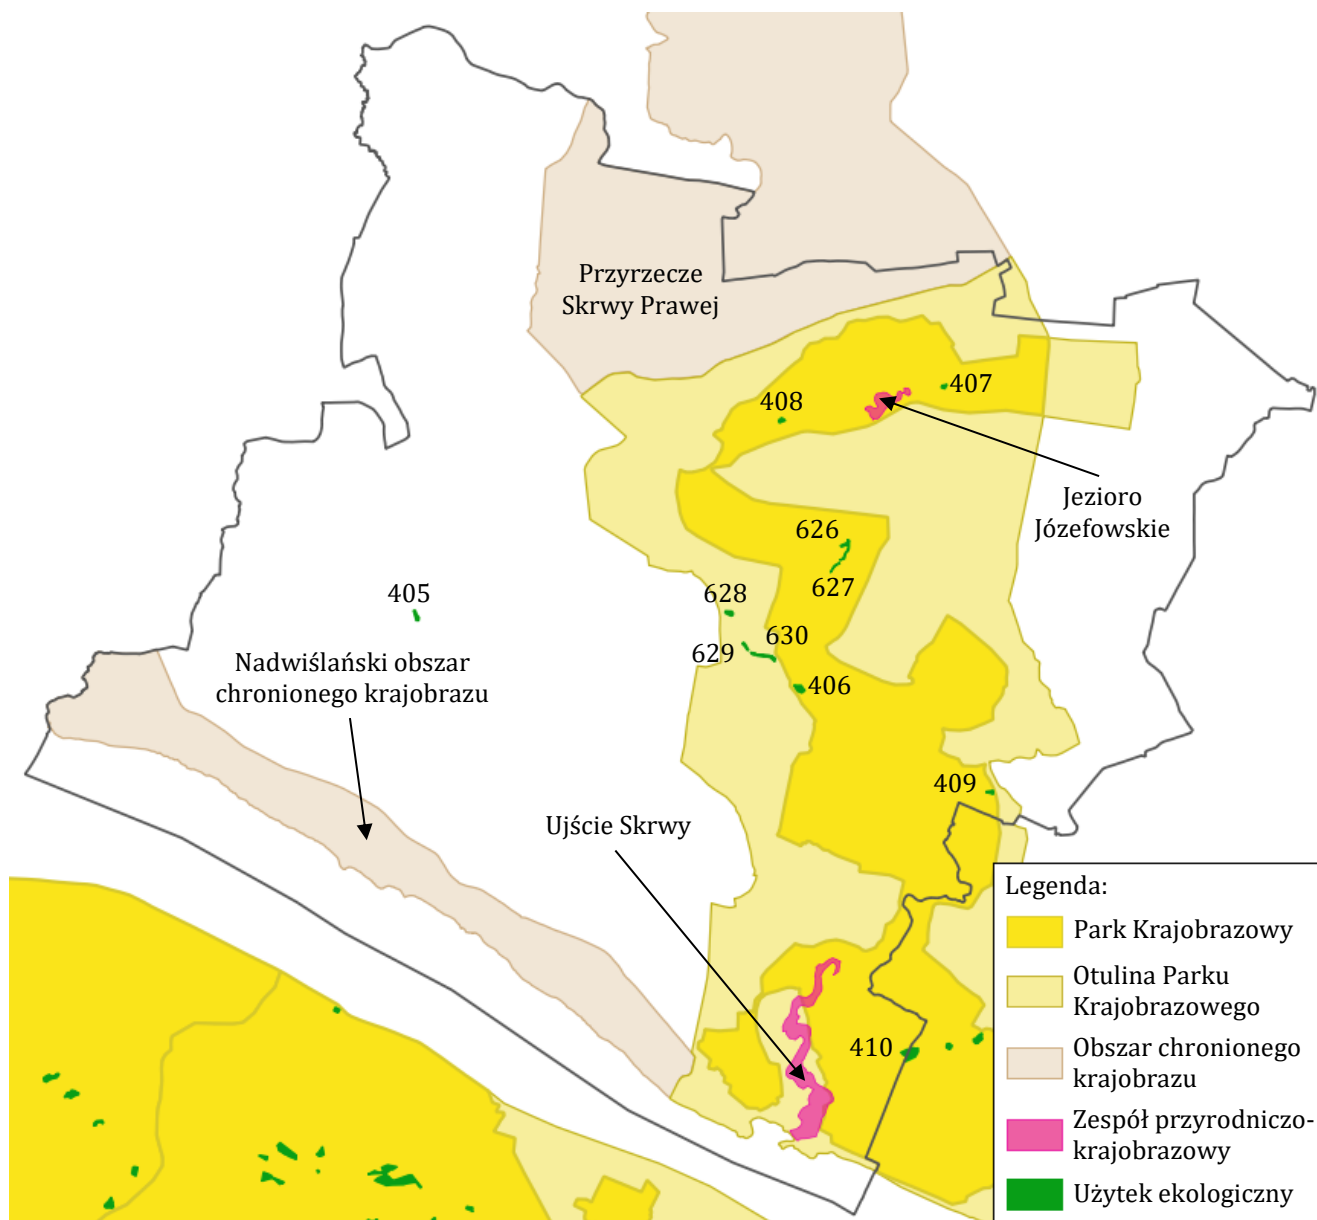 Przyrzecze
Skrwy Prawej
407
408
Jezioro
Józefowskie
626
627
405
628
630
629
Nadwiślański obszar
chronionego krajobrazu
406
409
Ujście Skrwy
410
Legenda:
Park Krajobrazowy
Otulina Parku
Krajobrazowego
Obszar chronionego
krajobrazu
Zespół przyrodniczo-
krajobrazowy
Użytek ekologiczny